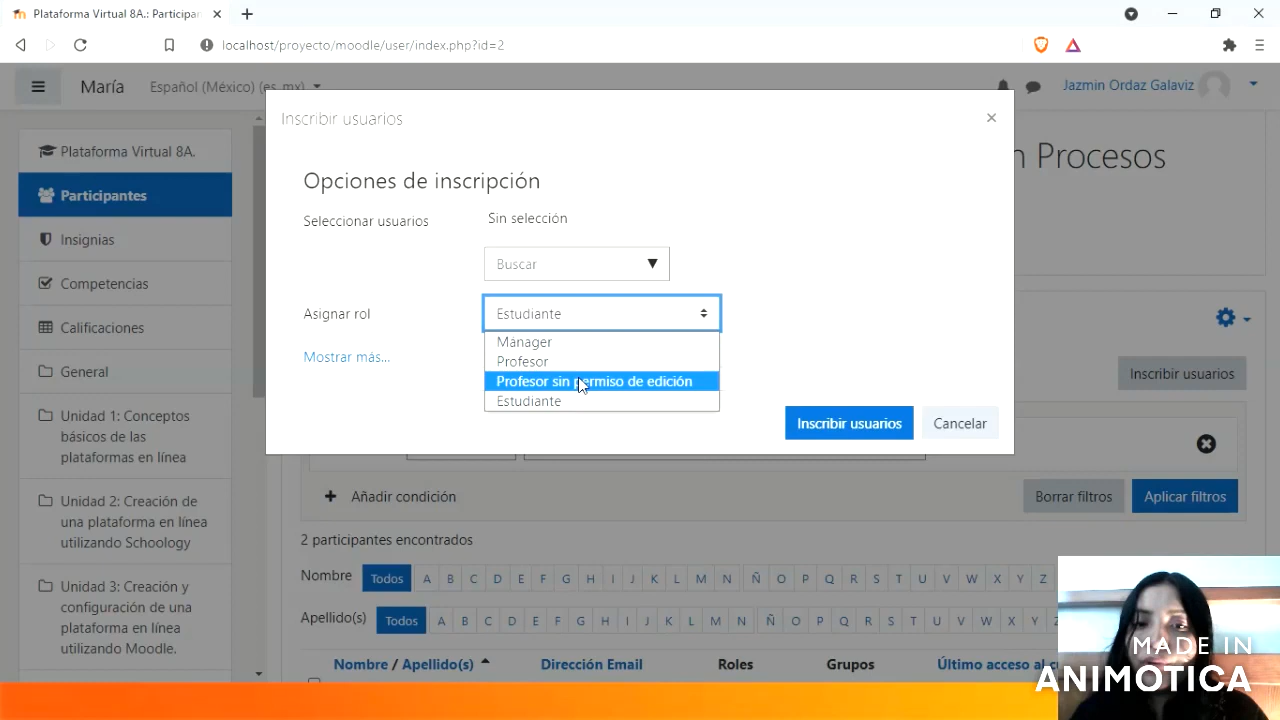 Plataforma Virtual 8A.: Participan
localhost/proyecto/moodle/user/index.php?id=2
María
Español (México) (es_mx)
Jazmin Ordaz Galaviz
Plataforma Virtual 8A.
Participantes
Insignias
Competencias
Calificaciones
General
Unidad 1: Conceptos
básicos de las
plataformas en línea
Unidad 2: Creación de
una plataforma en línea
utilizando Schoology
Unidad 3: Creación y
configuración de una
plataforma en línea
utilizando Moodle.
n Procesos
Inscribir usuarios
Opciones de inscripción
Seleccionar usuarios
Sin selección
Buscar
Asignar rol
Estudiante
Manager
Profesor
Profesor sin permiso de edición
Estudiante
Mostrar más...
Inscribir usuarios
Cancelar
Inscribir usuarios
Añadir condición
Borrar filtros
Aplicar filtros
2 participantes encontrados
Nombre Todos A B C D E F G H I J K L M N Ñ O P Q R S T U V W X Y Z
Apellido(s) Todos A B C D E F G H I J K L M N Ñ O P Q R S T U V W X Y
Nombre / Apellido(s) Dirección Email Roles Grupos Último acceso al cu
MADE IN
ANIMOTICA